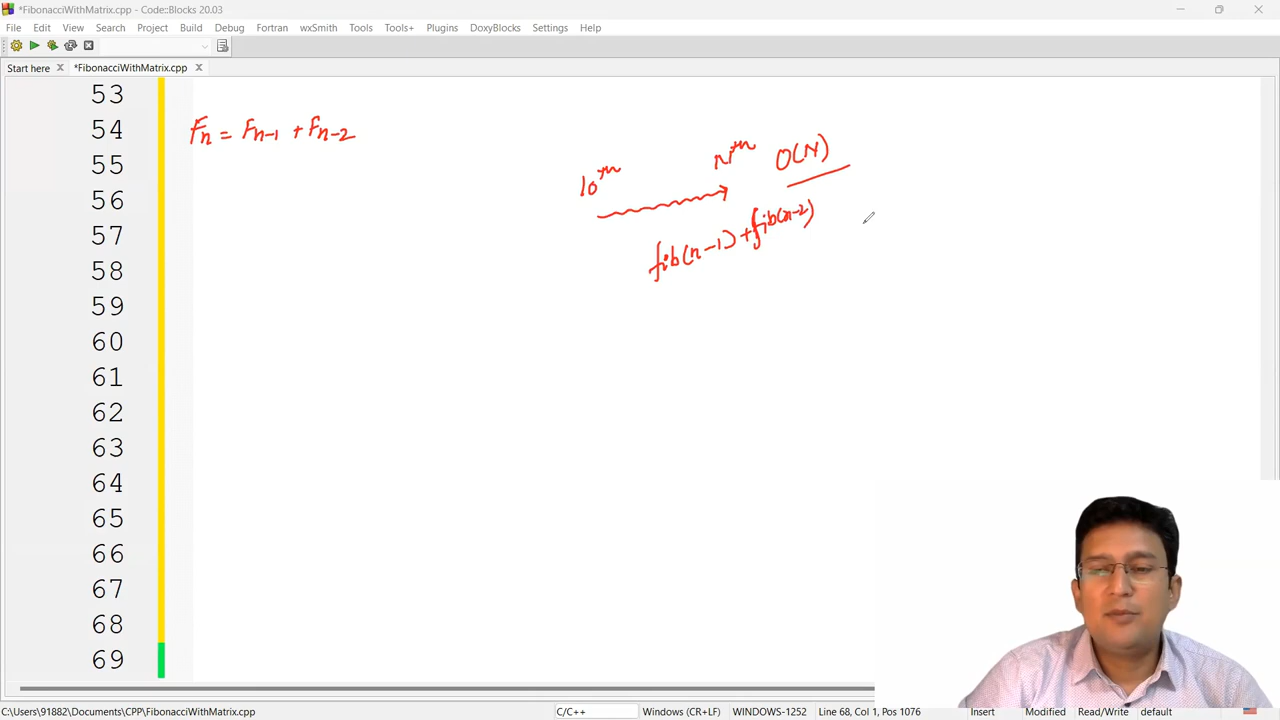 *FibonacciWithMatrix.cpp - Code::Blocks 20.03
File Edit View Search Project Build Debug Fortran wxSmith Tools Tools+ Plugins DoxyBlocks Settings Help
Start here *FibonacciWithMatrix.cpp
53
54 Fn = Fn-1 + Fn-2
55 10th Nth O(N)
56
57 fib(n-1) + fib(n-2)
58
59
60
61
62
63
64
65
66
67
68
69
C:\Users\91882\Documents\CPP\FibonacciWithMatrix.cpp C/C++ Windows (CR+LF) WINDOWS-1252 Line 68, Col 1, Pos 1076 Insert Modified Read/Write default